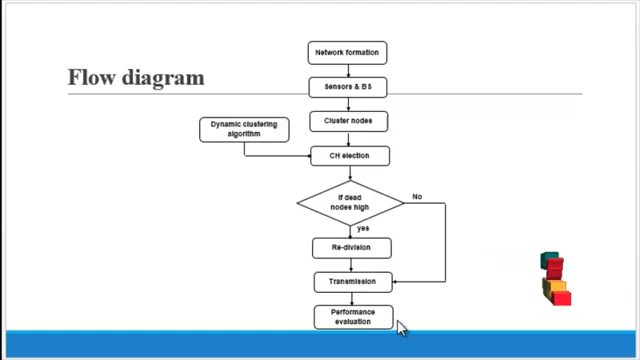 Flow diagram
Network formation
Sensors & BS
Cluster nodes
Dynamic clustering
algorithm
CH election
If dead
nodes high
No
yes
Re-division
Transmission
Performance
evaluation